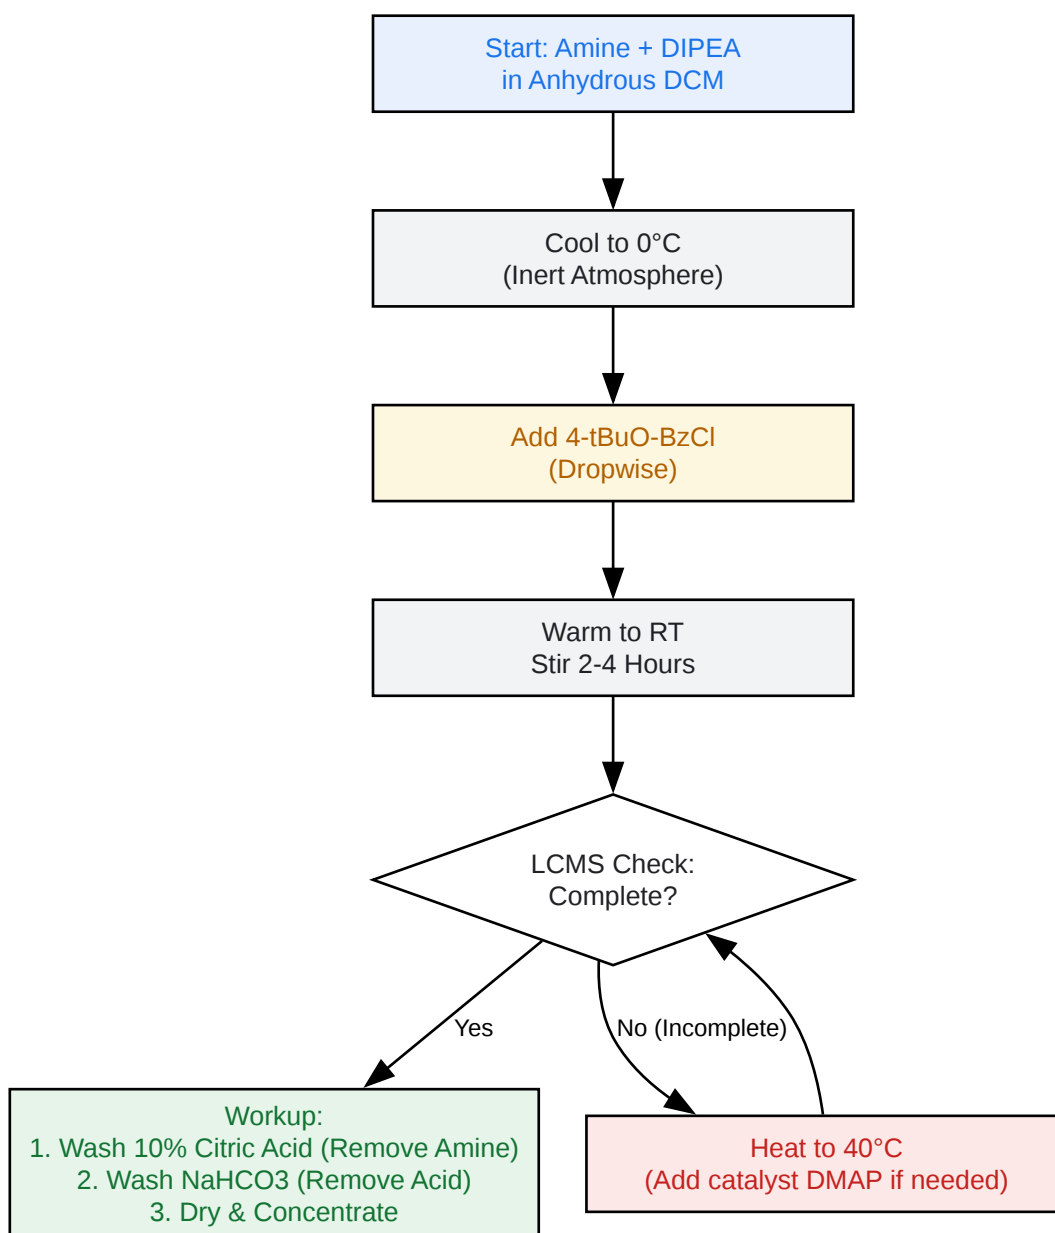 Start: Amine + DIPEA
in Anhydrous DCM
Cool to 0°C
(Inert Atmosphere)
Add 4-tBuO-BzCl
(Dropwise)
Warm to RT
Stir 2-4 Hours
LCMS Check:
Complete?
Yes
No (Incomplete)
Workup:
1. Wash 10% Citric Acid (Remove Amine)
2. Wash NaHCO3 (Remove Acid)
3. Dry & Concentrate
Heat to 40°C
(Add catalyst DMAP if needed)